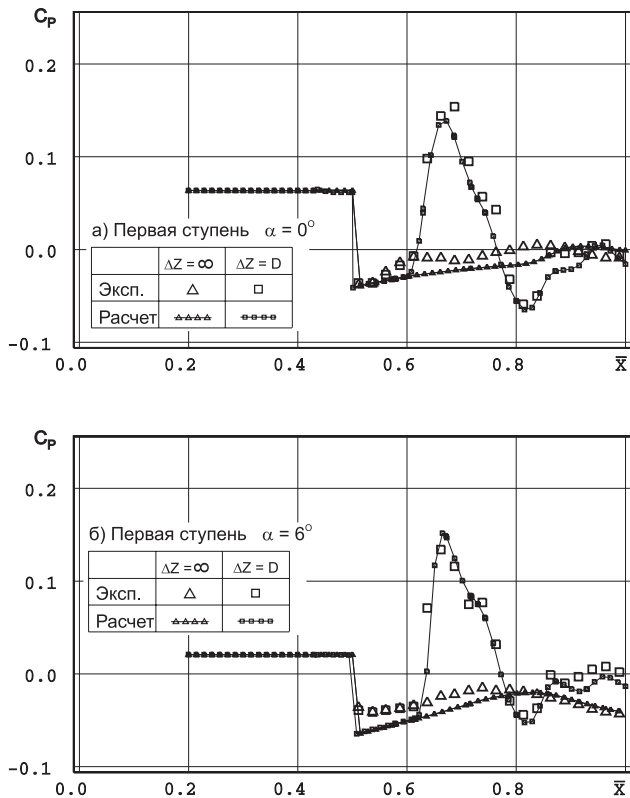 Cₚ
0.2
0.1
0.0
-0.1
а) Первая ступень α = 0°
ΔZ = ∞ ΔZ = D
Эксп.
Расчет
0.0 0.2 0.4 0.6 0.8 x̄
Cₚ
0.2
0.1
0.0
-0.1
б) Первая ступень α = 6°
ΔZ = ∞ ΔZ = D
Эксп.
Расчет
0.0 0.2 0.4 0.6 0.8 x̄